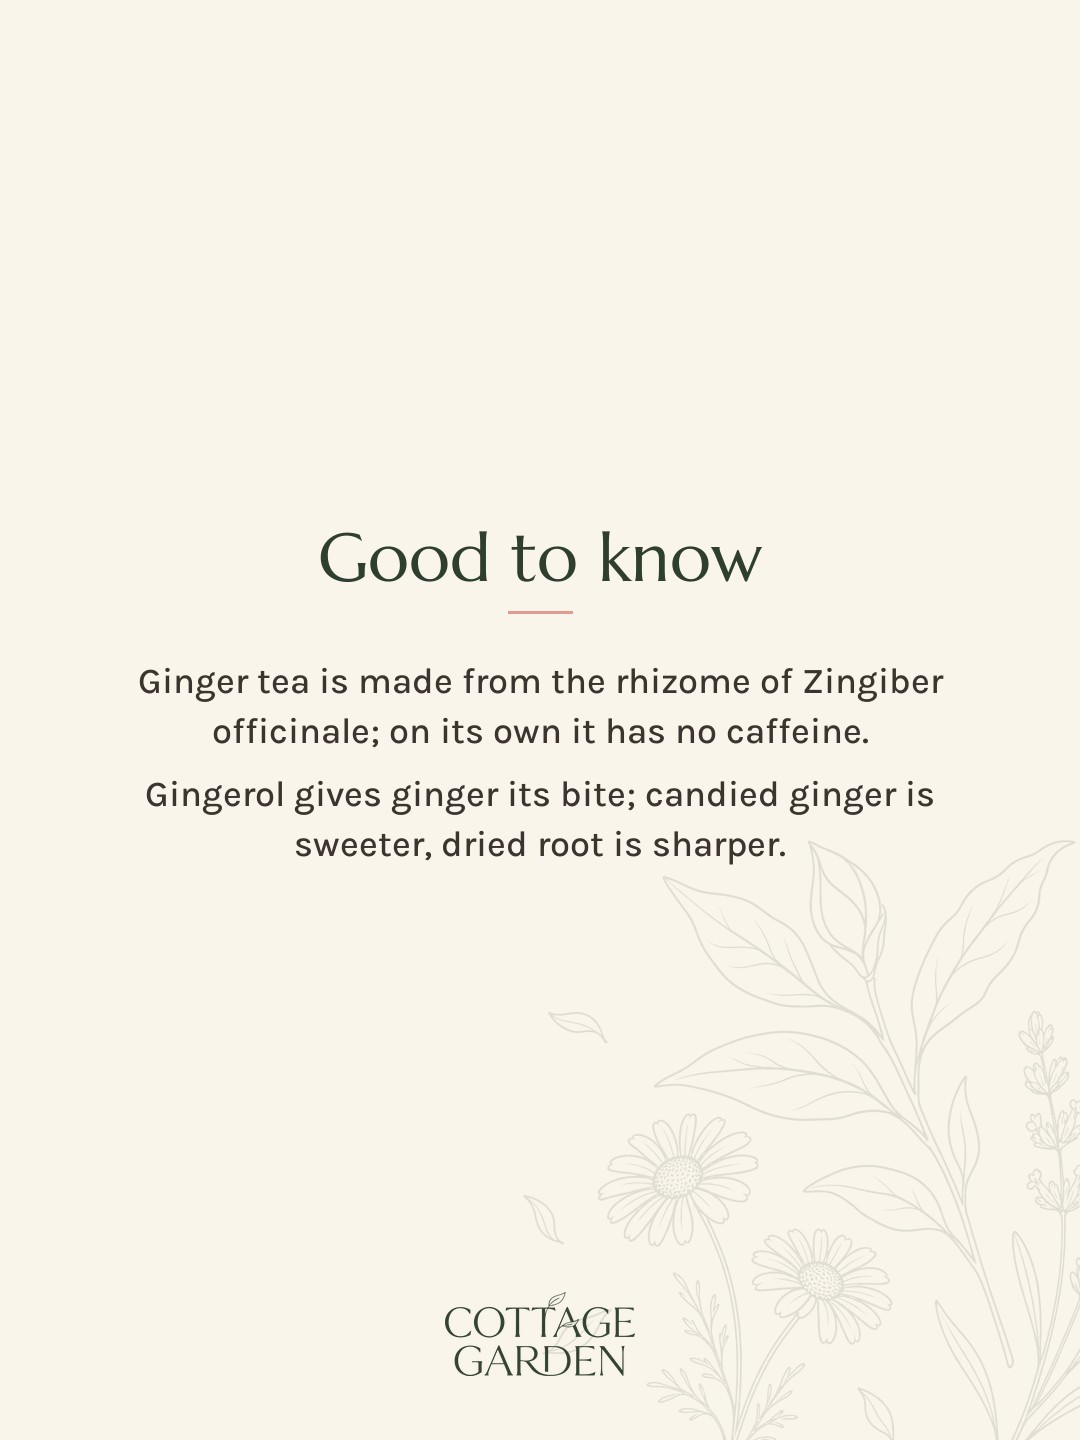 Good to know
Ginger tea is made from the rhizome of Zingiber
officinale; on its own it has no caffeine.
Gingerol gives ginger its bite; candied ginger is
sweeter, dried root is sharper.
COTTAGE
GARDEN